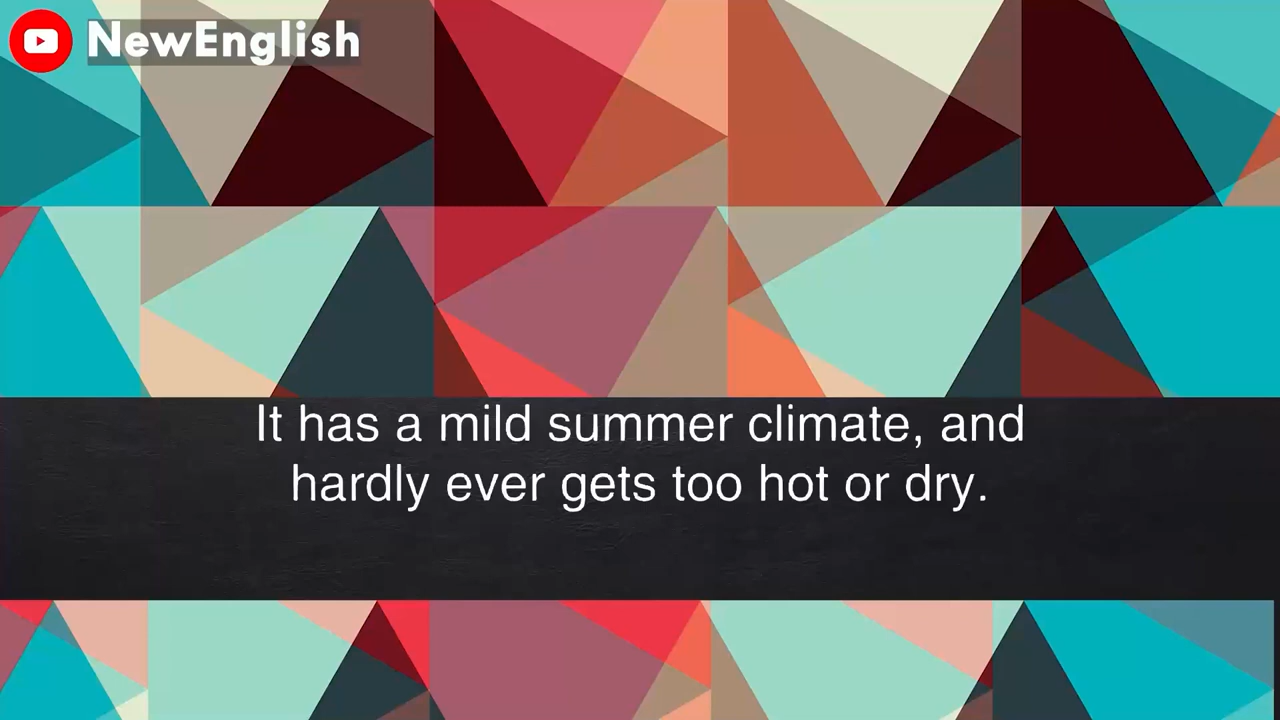 NewEnglish
It has a mild summer climate, and
hardly ever gets too hot or dry.